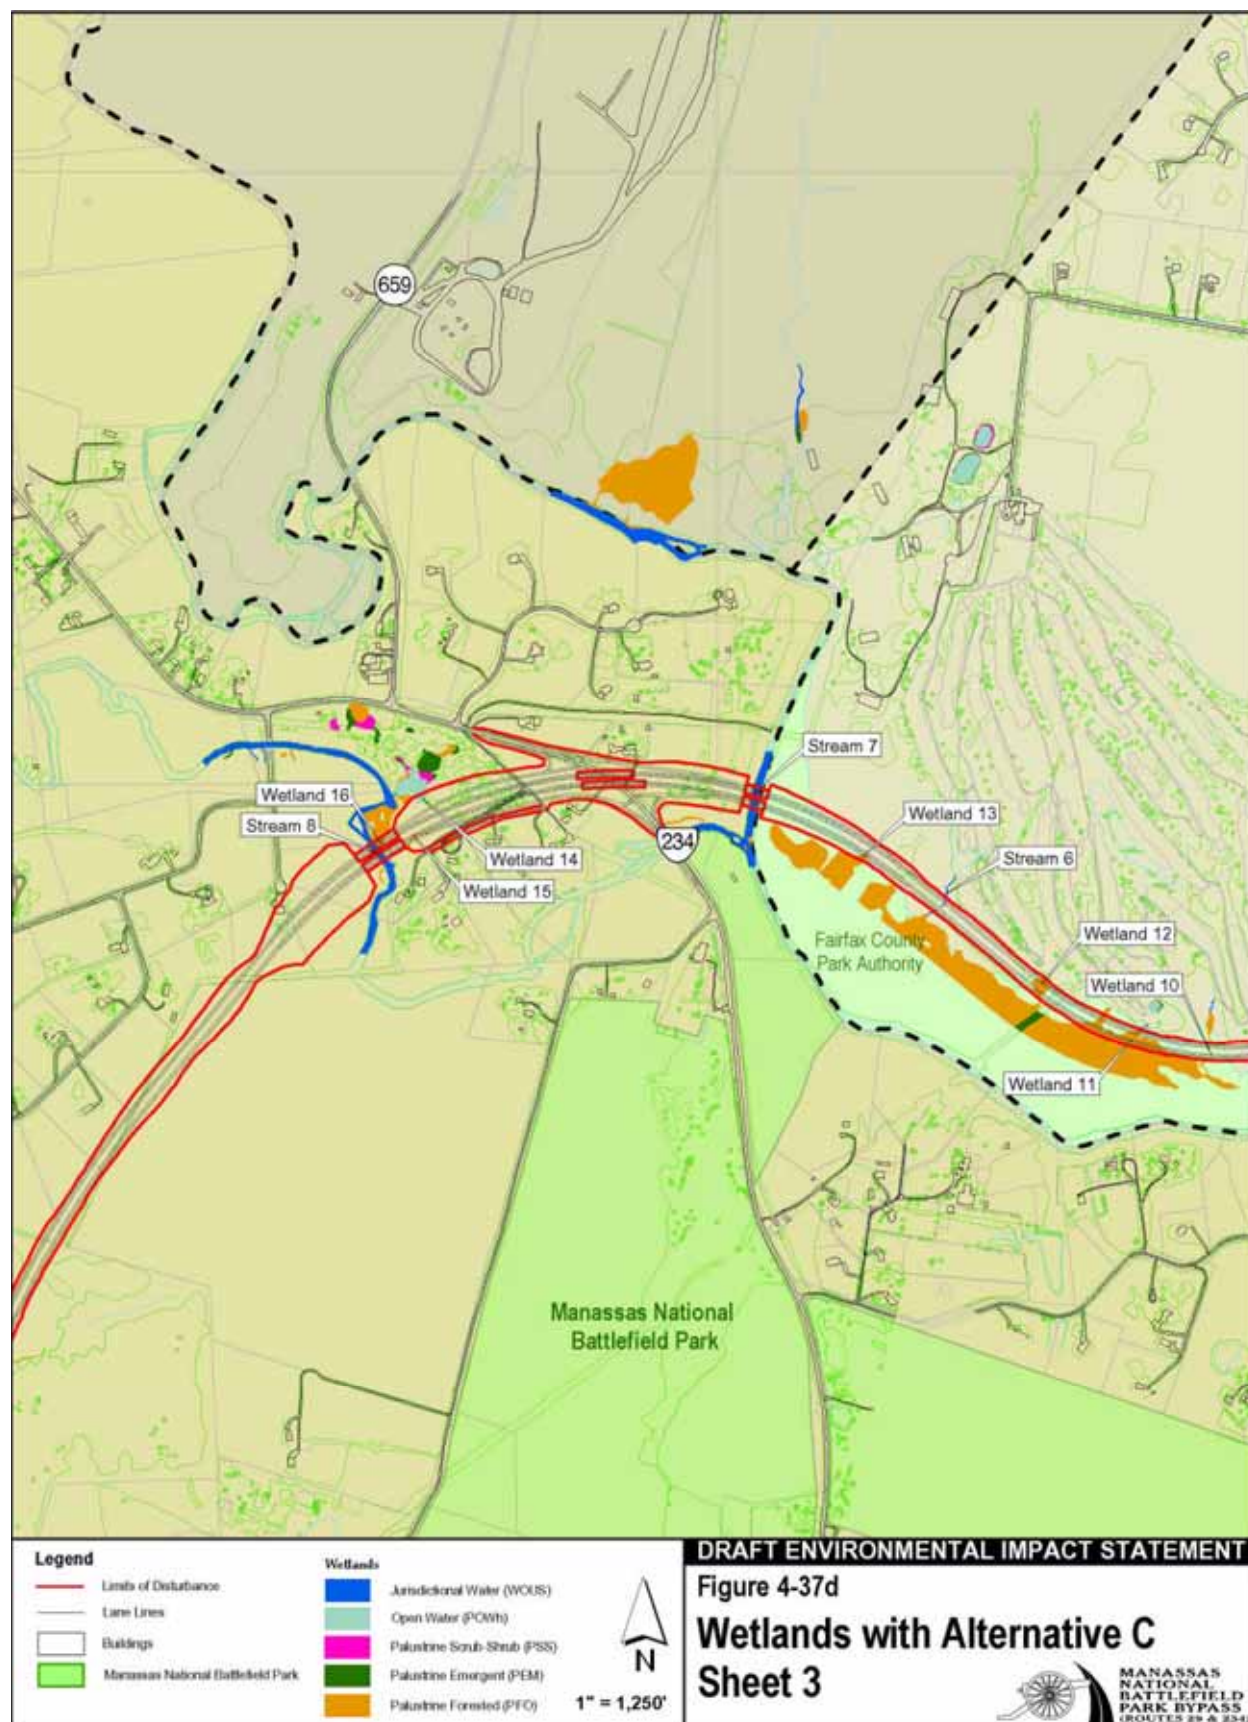 659
Stream 7
Wetland 16
Stream 8
Wetland 13
234
Wetland 14
Stream 6
Wetland 15
Fairfax County
Park Authority
Wetland 12
Wetland 10
Wetland 11
Manassas National
Battlefield Park
Legend
Limits of Disturbance
Lane Lines
Buildings
Manassas National Battlefield Park
Wetlands
Jurisdictional Water (WOUS)
Open Water (POWh)
Palustrine Scrub-Shrub (PSS)
Palustrine Emergent (PEM)
Palustrine Forested (PFO)
N
1" = 1,250'
DRAFT ENVIRONMENTAL IMPACT STATEMENT
Figure 4-37d
Wetlands with Alternative C
Sheet 3
MANASSAS
NATIONAL
BATTLEFIELD
PARK BYPASS
(ROUTES 29 & 234)